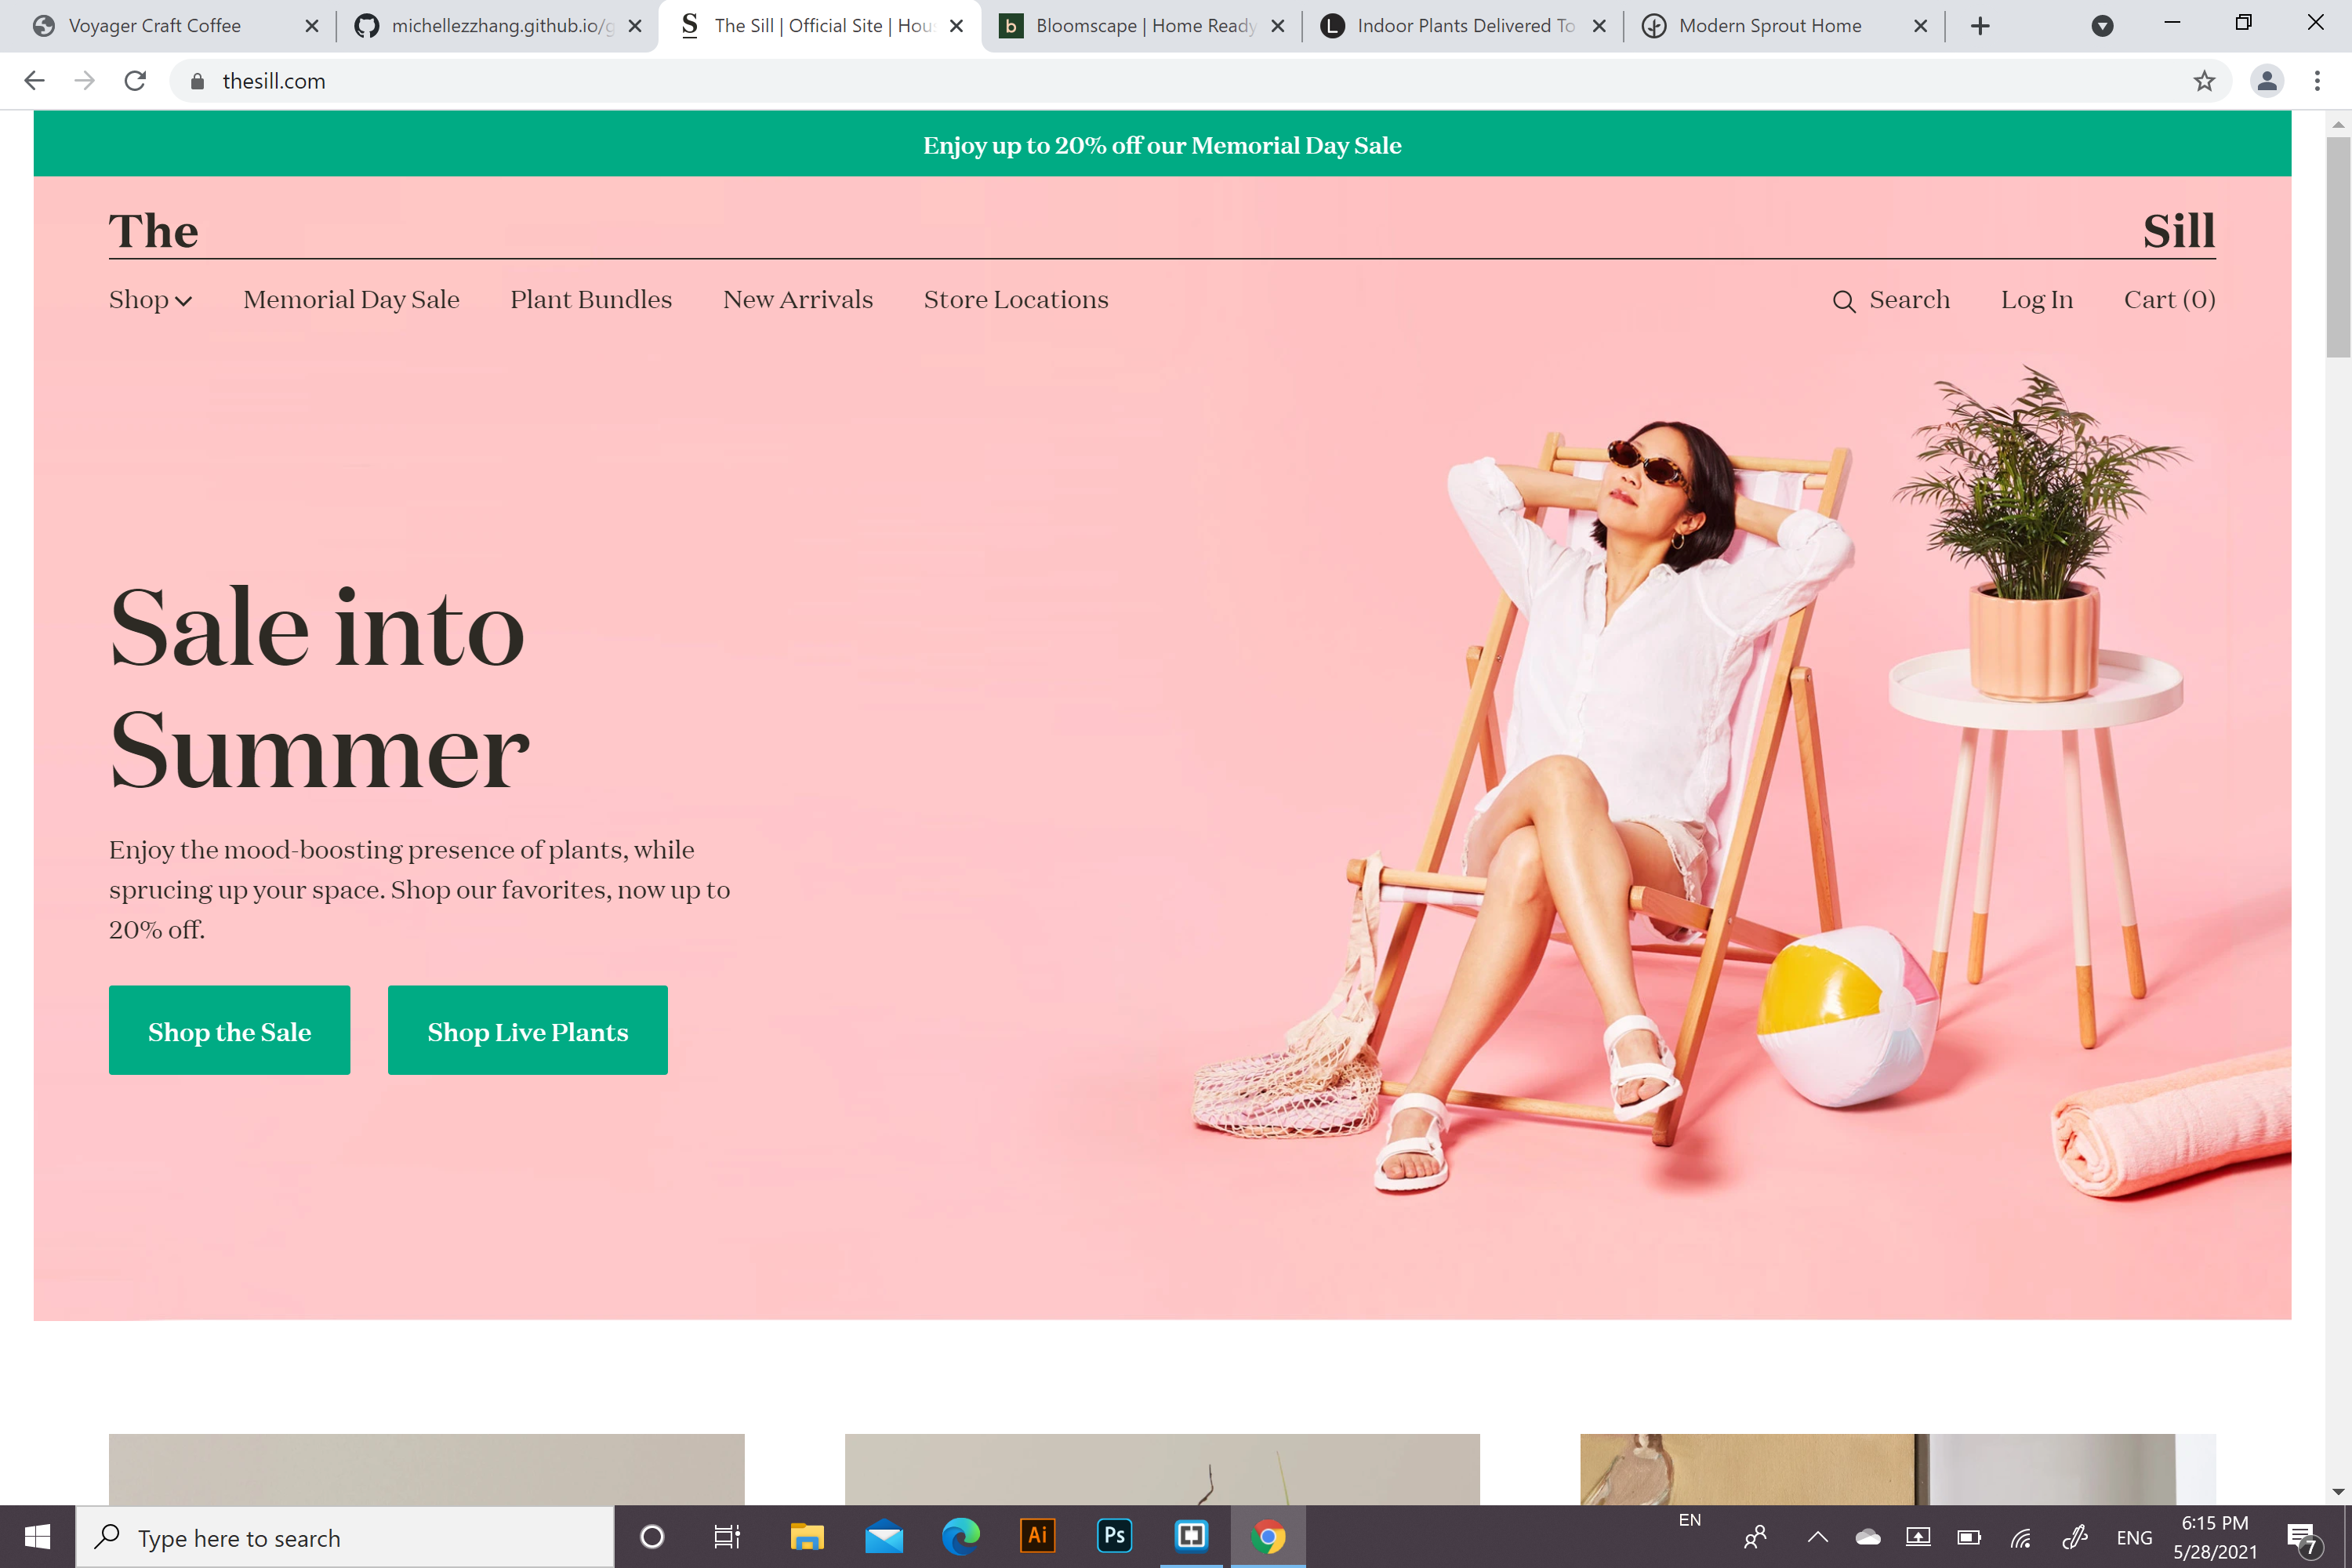 Voyager Craft Coffee
michellezzhang.github.io/g
The Sill | Official Site | Hou
Bloomscape | Home Ready
L
Indoor Plants Delivered To
Modern Sprout Home
S
b
thesill.com
Enjoy up to 20% off our Memorial Day Sale
The Sill
Shop Memorial Day Sale Plant Bundles New Arrivals Store Locations Search Log In Cart (0)
Sale into
Summer
Enjoy the mood-boosting presence of plants, while
sprucing up your space. Shop our favorites, now up to
20% off.
Shop the Sale Shop Live Plants
Type here to search
Ai
Ps
EN
ENG
6:15 PM
5/28/2021
7